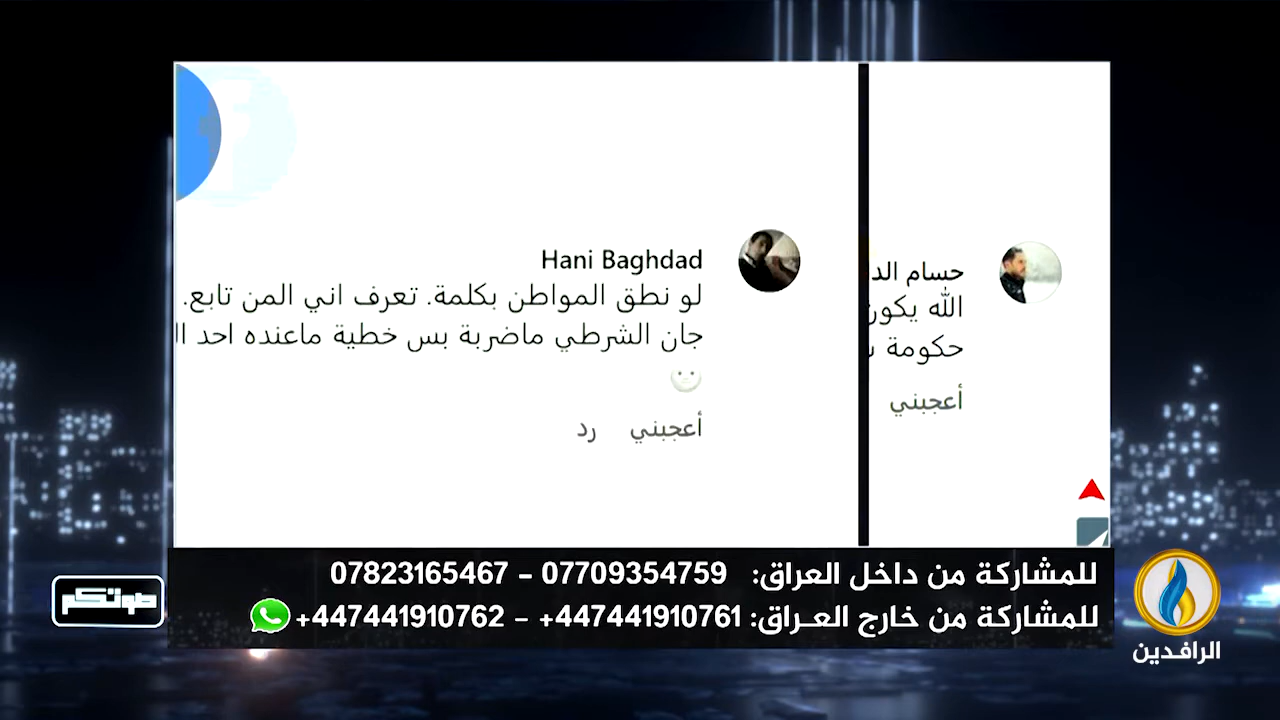 Hani Baghdad
لو نطق المواطن بكلمة. تعرف اني المن تابع.
جان الشرطي ماضربة بس خطية ماعنده احد
أعجبني رد
حسام
الله
حكومة
أعجبني
للمشاركة من داخل العراق: 07709354759 - 07823165467
للمشاركة من خارج العـراق: 447441910761+ - 447441910762+
صوتكم
الرافدين